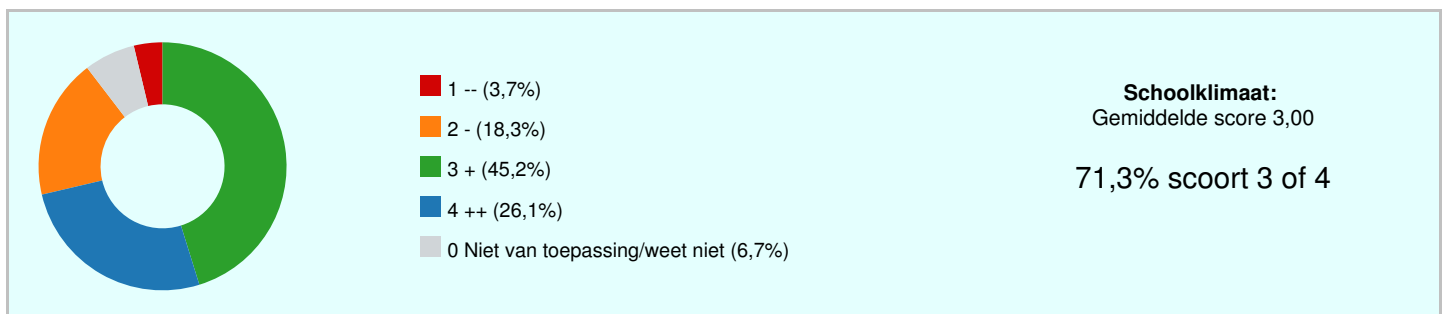 1 -- (3,7%)
2 - (18,3%)
3 + (45,2%)
4 ++ (26,1%)
0 Niet van toepassing/weet niet (6,7%)
Schoolklimaat:
Gemiddelde score 3,00
71,3% scoort 3 of 4